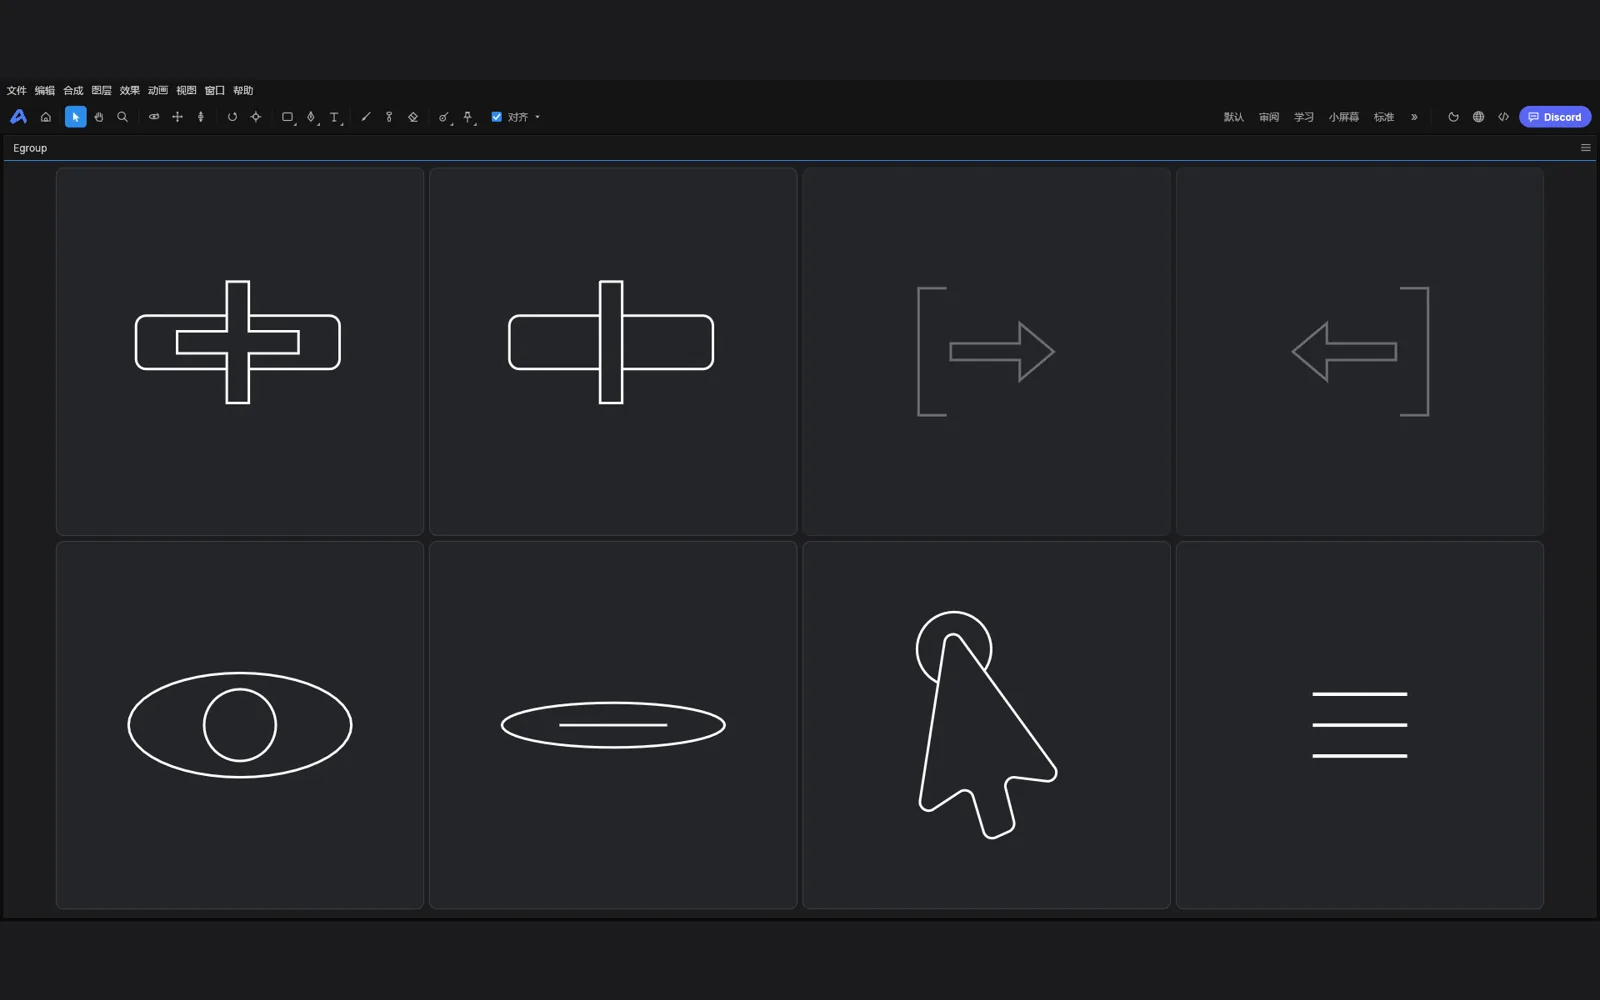 文件 编辑 合成 图层 效果 动画 视图 窗口 帮助
对齐 默认 审阅 学习 小屏幕 标准 » Discord
Egroup